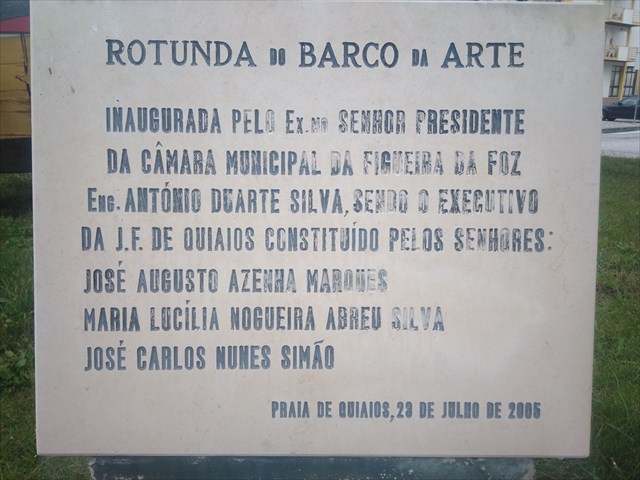 ROTUNDA DO BARCO DA ARTE
INAUGURADA PELO Ex.MO SENHOR PRESIDENTE
DA CÂMARA MUNICIPAL DA FIGUEIRA DA FOZ
ENG. ANTÓNIO DUARTE SILVA, SENDO O EXECUTIVO
DA J.F. DE QUIAIOS CONSTITUÍDO PELOS SENHORES:
JOSÉ AUGUSTO AZENHA MARQUES
MARIA LUCÍLIA NOGUEIRA ABREU SILVA
JOSÉ CARLOS NUNES SIMÃO
PRAIA DE QUIAIOS, 23 DE JULHO DE 2005